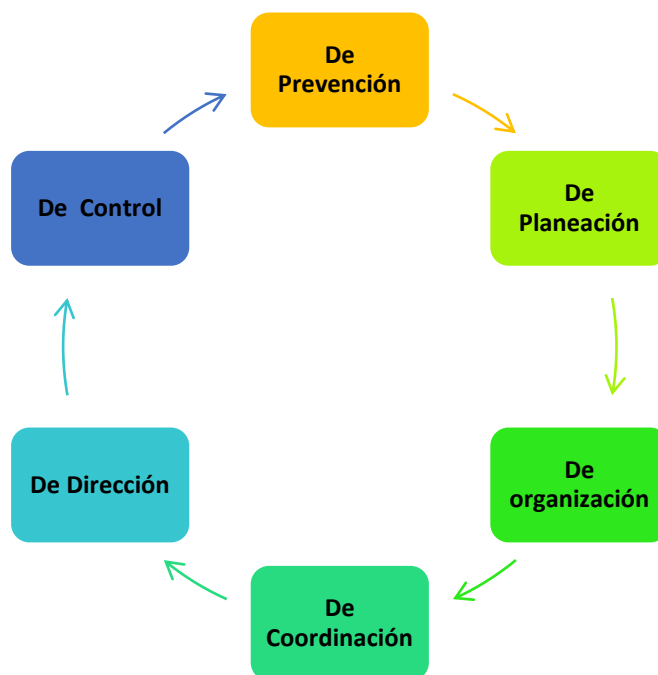 De
Prevención
De
Planeación
De
organización
De
Coordinación
De Dirección
De  Control